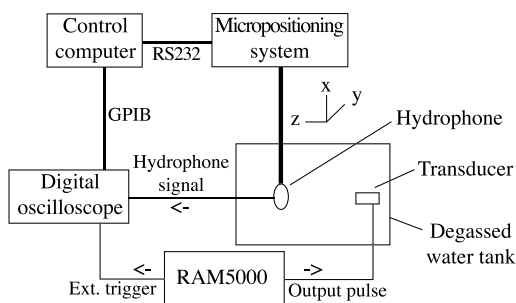 Control
computer
RS232
Micropositioning
system
GPIB
x
y
z
Hydrophone
Hydrophone
signal
<-
Transducer
Digital
oscilloscope
Degassed
water tank
<-
Ext. trigger
RAM5000
->
Output pulse